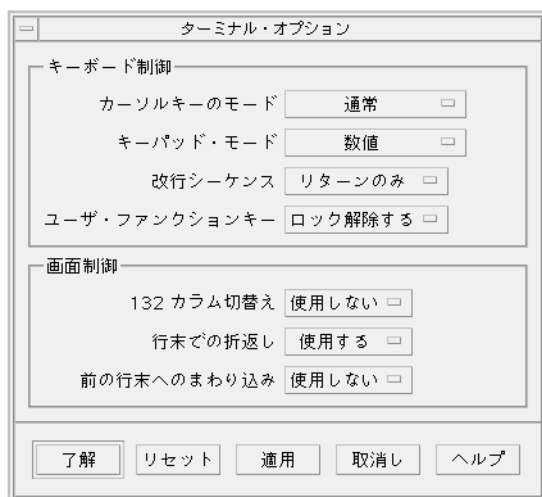 ターミナル・オプション
キーボード制御
カーソルキーのモード 通常
キーパッド・モード 数値
改行シーケンス リターンのみ
ユーザ・ファンクションキー ロック解除する
画面制御
132 カラム切替え 使用しない
行末での折返し 使用する
前の行末へのまわり込み 使用しない
了解 リセット 適用 取消し ヘルプ